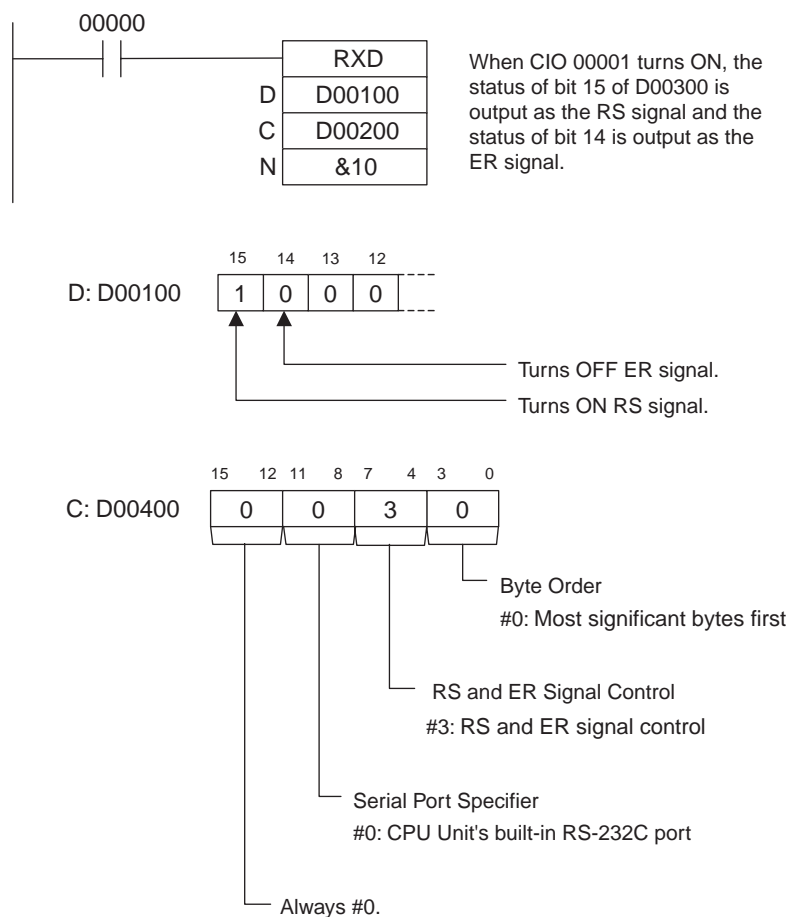 00000
RXD
D D00100
C D00200
N &10
When CIO 00001 turns ON, the
status of bit 15 of D00300 is
output as the RS signal and the
status of bit 14 is output as the
ER signal.
15 14 13 12
D: D00100 1 0 0 0
Turns OFF ER signal.
Turns ON RS signal.
15 12 11 8 7 4 3 0
C: D00400 0 0 3 0
Byte Order
#0: Most significant bytes first
RS and ER Signal Control
#3: RS and ER signal control
Serial Port Specifier
#0: CPU Unit's built-in RS-232C port
Always #0.